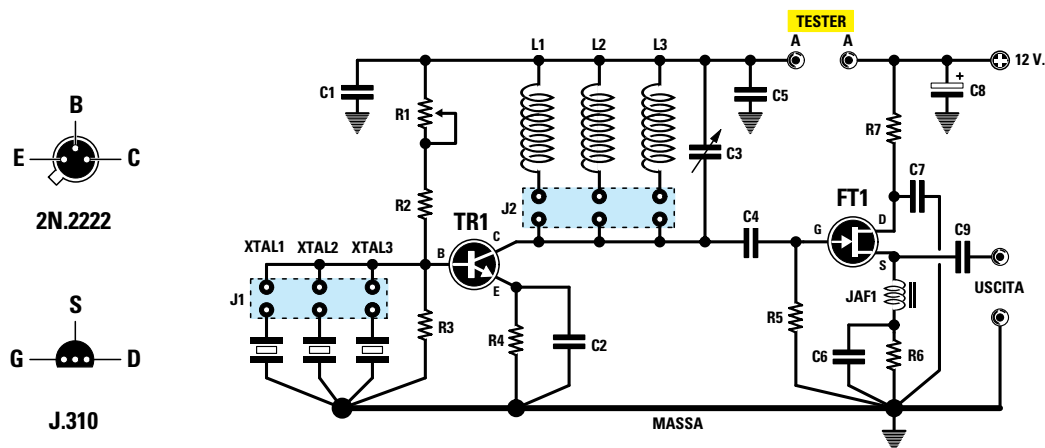 TESTER
A A
L1 L2 L3
12 V.
+
C1 C5 C8
B
R1
R7
E C
C3
C7
2N.2222
R2
J2
FT1
TR1
C4
D
C9
XTAL1 XTAL2 XTAL3
C
G
B
S
J1
E
USCITA
S
JAF1
R3
R5
R4
C2
G D
C6
R6
J.310
MASSA